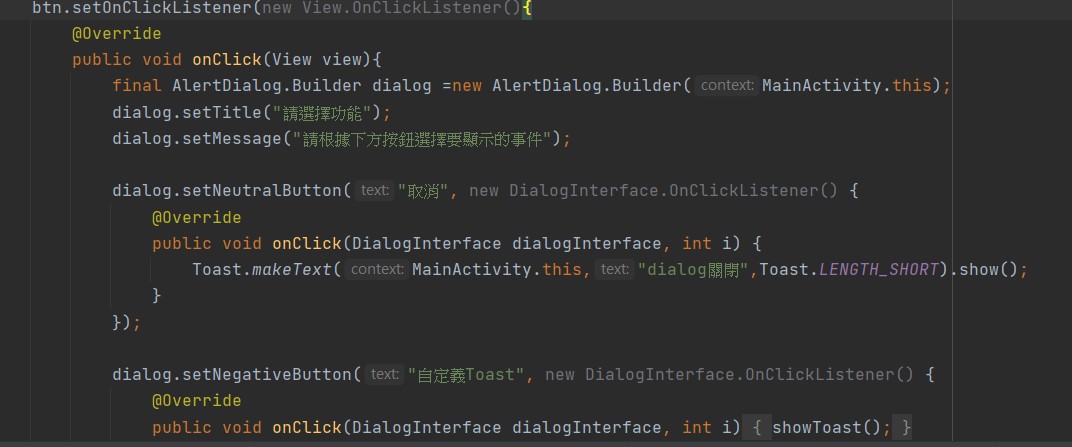 btn.setOnClickListener(new View.OnClickListener(){
@Override
public void onClick(View view){
final AlertDialog.Builder dialog =new AlertDialog.Builder( context: MainActivity.this);
dialog.setTitle("請選擇功能");
dialog.setMessage("請根據下方按鈕選擇要顯示的事件");
dialog.setNeutralButton( text: "取消", new DialogInterface.OnClickListener() {
@Override
public void onClick(DialogInterface dialogInterface, int i) {
Toast.makeText( context: MainActivity.this, text: "dialog關閉",Toast.LENGTH_SHORT).show();
}
});
dialog.setNegativeButton( text: "自定義Toast", new DialogInterface.OnClickListener() {
@Override
public void onClick(DialogInterface dialogInterface, int i) { showToast(); }